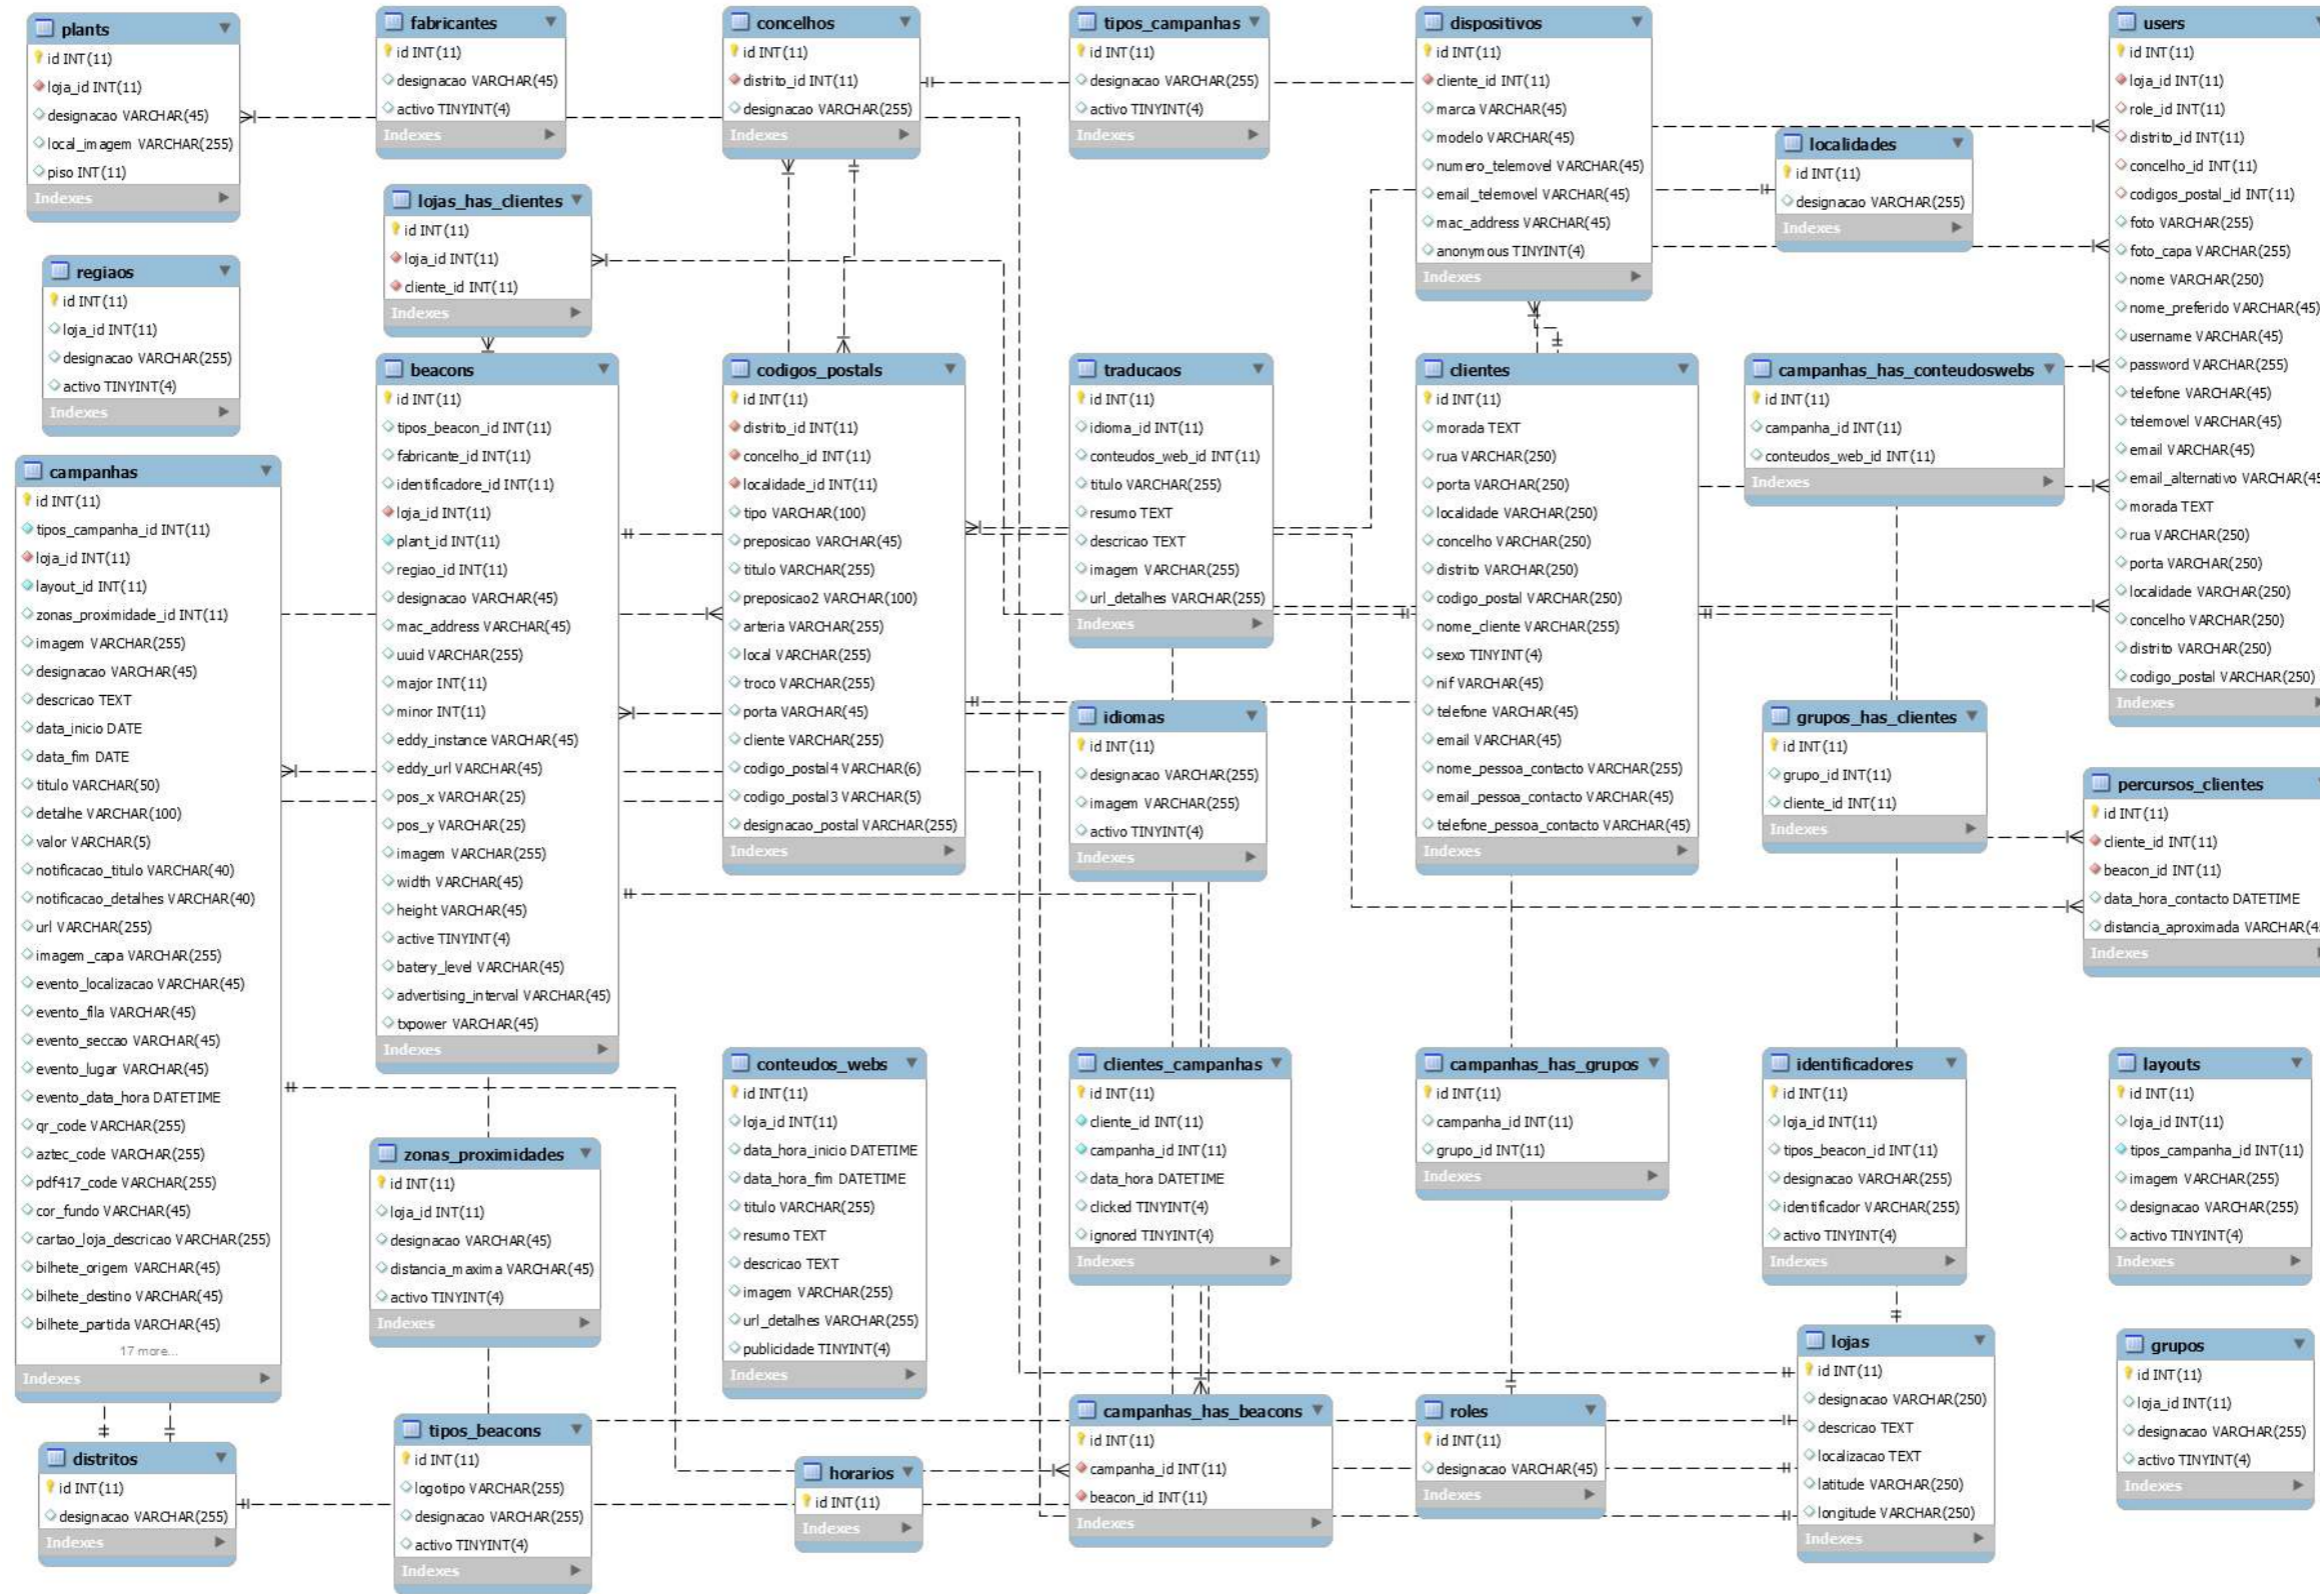 plants
id INT(11)
loja_id INT(11)
designacao VARCHAR(45)
local_imagem VARCHAR(255)
piso INT(11)
Indexes
fabricantes
id INT(11)
designacao VARCHAR(45)
activo TINYINT(4)
Indexes
concelhos
id INT(11)
distrito_id INT(11)
designacao VARCHAR(255)
Indexes
tipos_campanhas
id INT(11)
designacao VARCHAR(255)
activo TINYINT(4)
Indexes
dispositivos
id INT(11)
cliente_id INT(11)
marca VARCHAR(45)
modelo VARCHAR(45)
numero_telemovel VARCHAR(45)
email_telemovel VARCHAR(45)
mac_address VARCHAR(45)
anonymous TINYINT(4)
Indexes
localidades
id INT(11)
designacao VARCHAR(255)
Indexes
users
id INT(11)
loja_id INT(11)
role_id INT(11)
distrito_id INT(11)
concelho_id INT(11)
codigos_postal_id INT(11)
foto VARCHAR(255)
foto_capa VARCHAR(255)
nome VARCHAR(250)
nome_preferido VARCHAR(45)
username VARCHAR(45)
password VARCHAR(255)
telefone VARCHAR(45)
telemovel VARCHAR(45)
email VARCHAR(45)
email_alternativo VARCHAR(45
morada TEXT
rua VARCHAR(250)
porta VARCHAR(250)
localidade VARCHAR(250)
concelho VARCHAR(250)
distrito VARCHAR(250)
codigo_postal VARCHAR(250)
Indexes
lojas_has_clientes
id INT(11)
loja_id INT(11)
cliente_id INT(11)
Indexes
regiaos
id INT(11)
loja_id INT(11)
designacao VARCHAR(255)
activo TINYINT(4)
Indexes
beacons
id INT(11)
tipos_beacon_id INT(11)
fabricante_id INT(11)
identificadore_id INT(11)
loja_id INT(11)
plant_id INT(11)
regiao_id INT(11)
designacao VARCHAR(45)
mac_address VARCHAR(45)
uuid VARCHAR(255)
major INT(11)
minor INT(11)
eddy_instance VARCHAR(45)
eddy_url VARCHAR(45)
pos_x VARCHAR(25)
pos_y VARCHAR(25)
imagem VARCHAR(255)
width VARCHAR(45)
height VARCHAR(45)
active TINYINT(4)
batery_level VARCHAR(45)
advertising_interval VARCHAR(45)
txpower VARCHAR(45)
Indexes
codigos_postals
id INT(11)
distrito_id INT(11)
concelho_id INT(11)
localidade_id INT(11)
tipo VARCHAR(100)
preposicao VARCHAR(45)
titulo VARCHAR(255)
preposicao2 VARCHAR(100)
arteria VARCHAR(255)
local VARCHAR(255)
troco VARCHAR(255)
porta VARCHAR(45)
cliente VARCHAR(255)
codigo_postal4 VARCHAR(6)
codigo_postal3 VARCHAR(5)
designacao_postal VARCHAR(255)
Indexes
traducaos
id INT(11)
idioma_id INT(11)
conteudos_web_id INT(11)
titulo VARCHAR(255)
resumo TEXT
descricao TEXT
imagem VARCHAR(255)
url_detalhes VARCHAR(255)
Indexes
clientes
id INT(11)
morada TEXT
rua VARCHAR(250)
porta VARCHAR(250)
localidade VARCHAR(250)
concelho VARCHAR(250)
distrito VARCHAR(250)
codigo_postal VARCHAR(250)
nome_cliente VARCHAR(255)
sexo TINYINT(4)
nif VARCHAR(45)
telefone VARCHAR(45)
email VARCHAR(45)
nome_pessoa_contacto VARCHAR(255)
email_pessoa_contacto VARCHAR(45)
telefone_pessoa_contacto VARCHAR(45)
Indexes
campanhas_has_conteudoswebs
id INT(11)
campanha_id INT(11)
conteudos_web_id INT(11)
Indexes
campanhas
id INT(11)
tipos_campanha_id INT(11)
loja_id INT(11)
layout_id INT(11)
zonas_proximidade_id INT(11)
imagem VARCHAR(255)
designacao VARCHAR(45)
descricao TEXT
data_inicio DATE
data_fim DATE
titulo VARCHAR(50)
detalhe VARCHAR(100)
valor VARCHAR(5)
notificacao_titulo VARCHAR(40)
notificacao_detalhes VARCHAR(40)
url VARCHAR(255)
imagem_capa VARCHAR(255)
evento_localizacao VARCHAR(45)
evento_fila VARCHAR(45)
evento_seccao VARCHAR(45)
evento_lugar VARCHAR(45)
evento_data_hora DATETIME
qr_code VARCHAR(255)
aztec_code VARCHAR(255)
pdf417_code VARCHAR(255)
cor_fundo VARCHAR(45)
cartao_loja_descricao VARCHAR(255)
bilhete_origem VARCHAR(45)
bilhete_destino VARCHAR(45)
bilhete_partida VARCHAR(45)
17 more...
Indexes
idiomas
id INT(11)
designacao VARCHAR(255)
imagem VARCHAR(255)
activo TINYINT(4)
Indexes
grupos_has_clientes
id INT(11)
grupo_id INT(11)
cliente_id INT(11)
Indexes
percursos_clientes
id INT(11)
cliente_id INT(11)
beacon_id INT(11)
data_hora_contacto DATETIME
distancia_aproximada VARCHAR(4
Indexes
zonas_proximidades
id INT(11)
loja_id INT(11)
designacao VARCHAR(45)
distancia_maxima VARCHAR(45)
activo TINYINT(4)
Indexes
conteudos_webs
id INT(11)
loja_id INT(11)
data_hora_inicio DATETIME
data_hora_fim DATETIME
titulo VARCHAR(255)
resumo TEXT
descricao TEXT
imagem VARCHAR(255)
url_detalhes VARCHAR(255)
publicidade TINYINT(4)
Indexes
clientes_campanhas
id INT(11)
cliente_id INT(11)
campanha_id INT(11)
data_hora DATETIME
clicked TINYINT(4)
ignored TINYINT(4)
Indexes
campanhas_has_grupos
id INT(11)
campanha_id INT(11)
grupo_id INT(11)
Indexes
identificadores
id INT(11)
loja_id INT(11)
tipos_beacon_id INT(11)
designacao VARCHAR(255)
identificador VARCHAR(255)
activo TINYINT(4)
Indexes
layouts
id INT(11)
loja_id INT(11)
tipos_campanha_id INT(11)
imagem VARCHAR(255)
designacao VARCHAR(255)
activo TINYINT(4)
Indexes
distritos
id INT(11)
designacao VARCHAR(255)
Indexes
tipos_beacons
id INT(11)
logotipo VARCHAR(255)
designacao VARCHAR(255)
activo TINYINT(4)
Indexes
horarios
id INT(11)
Indexes
campanhas_has_beacons
id INT(11)
campanha_id INT(11)
beacon_id INT(11)
Indexes
roles
id INT(11)
designacao VARCHAR(45)
Indexes
lojas
id INT(11)
designacao VARCHAR(250)
descricao TEXT
localizacao TEXT
latitude VARCHAR(250)
longitude VARCHAR(250)
Indexes
grupos
id INT(11)
loja_id INT(11)
designacao VARCHAR(255)
activo TINYINT(4)
Indexes